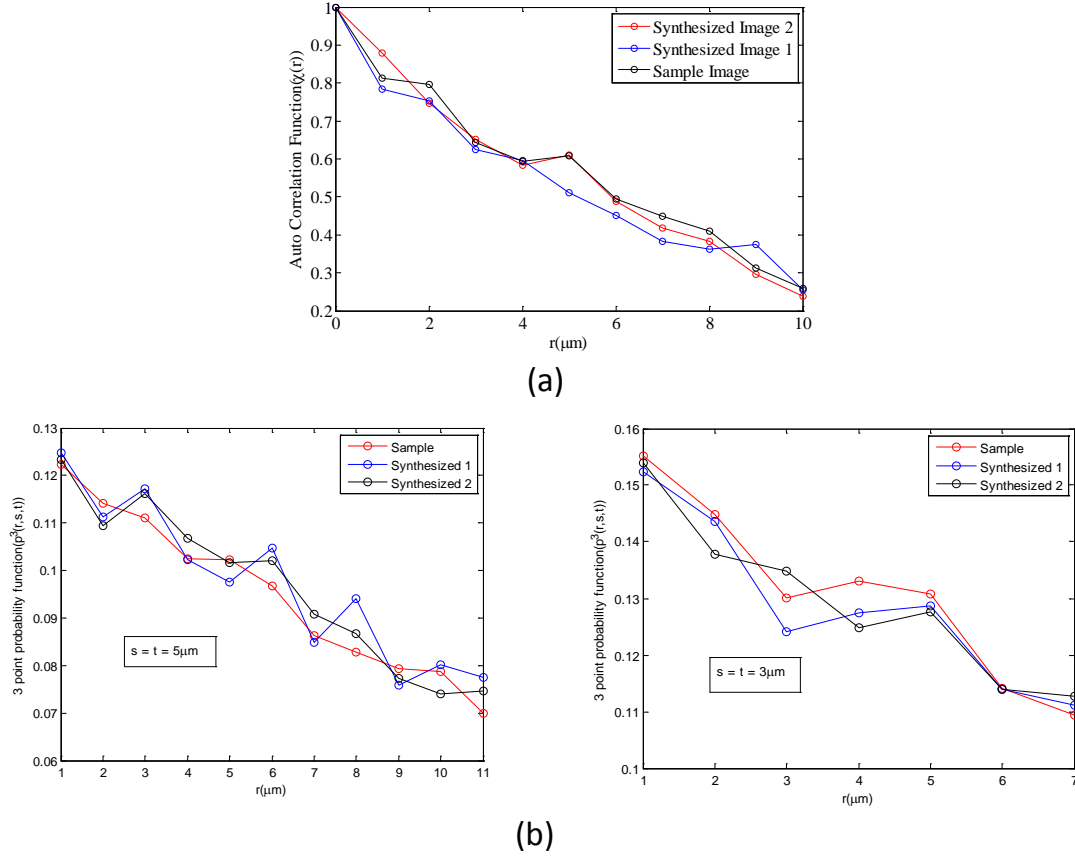 Synthesized Image 2
Synthesized Image 1
Sample Image
Auto Correlation Function(χ(r))
1
0.9
0.8
0.7
0.6
0.5
0.4
0.3
0.2
0 2 4 6 8 10
r(μm)
(a)
Sample
Synthesized 1
Synthesized 2
3 point probability function(p³(r,s,t))
0.13
0.12
0.11
0.1
0.09
0.08
0.07
0.06
s = t = 5μm
1 2 3 4 5 6 7 8 9 10 11
r(μm)
Sample
Synthesized 1
Synthesized 2
3 point probability function(p³(r,s,t))
0.16
0.15
0.14
0.13
0.12
0.11
0.1
s = t = 3μm
1 2 3 4 5 6 7
r(μm)
(b)